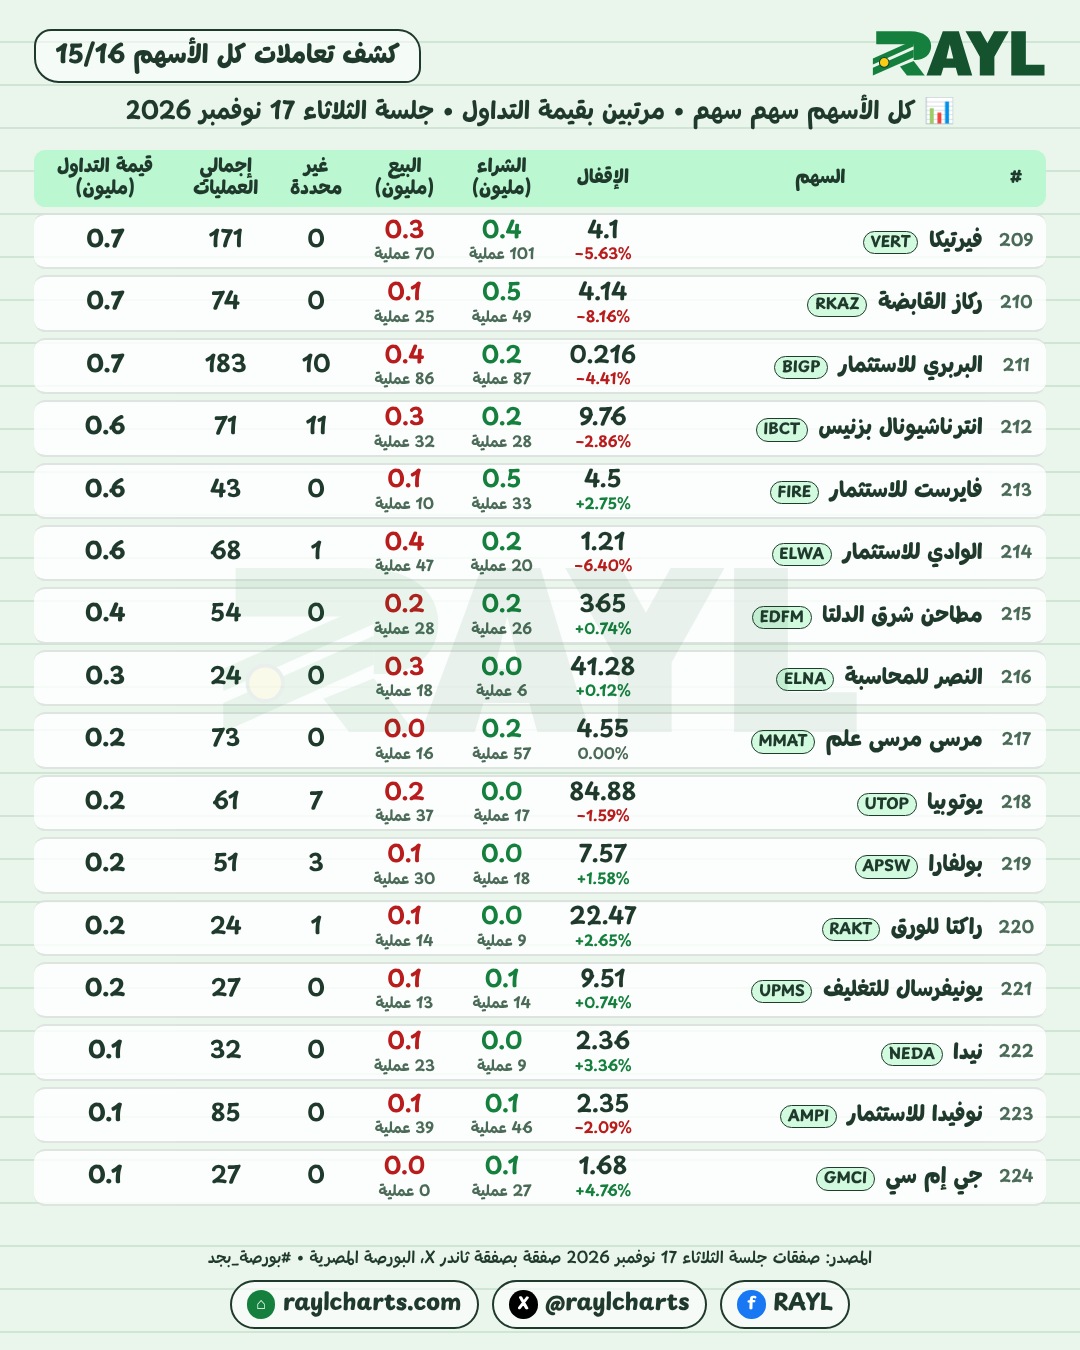 RAYL
كشف تعاملات كل الأسهم 15/16
📊 كل الأسهم سهم سهم • مرتبين بقيمة التداول • جلسة الثلاثاء 17 نوفمبر 2026
# السهم الإقفال الشراء (مليون) البيع (مليون) غير محددة إجمالي العمليات قيمة التداول (مليون)
209 فيرتيكا VERT 4.1 0.4 0.3 0 171 0.7
−5.63% 101 عملية 70 عملية
210 ركاز القابضة RKAZ 4.14 0.5 0.1 0 74 0.7
−8.16% 49 عملية 25 عملية
211 البربري للاستثمار BIGP 0.216 0.2 0.4 10 183 0.7
−4.41% 87 عملية 86 عملية
212 انترناشيونال بزنيس IBCT 9.76 0.2 0.3 11 71 0.6
−2.86% 28 عملية 32 عملية
213 فايرست للاستثمار FIRE 4.5 0.5 0.1 0 43 0.6
+2.75% 33 عملية 10 عملية
214 الوادي للاستثمار ELWA 1.21 0.2 0.4 1 68 0.6
−6.40% 20 عملية 47 عملية
215 مطاحن شرق الدلتا EDFM 365 0.2 0.2 0 54 0.4
+0.74% 26 عملية 28 عملية
216 النصر للمحاسبة ELNA 41.28 0.0 0.3 0 24 0.3
+0.12% 6 عملية 18 عملية
217 مرسى مرسى علم MMAT 4.55 0.2 0.0 0 73 0.2
0.00% 57 عملية 16 عملية
218 يوتوبيا UTOP 84.88 0.0 0.2 7 61 0.2
−1.59% 17 عملية 37 عملية
219 بولفارا APSW 7.57 0.0 0.1 3 51 0.2
+1.58% 18 عملية 30 عملية
220 راكتا للورق RAKT 22.47 0.0 0.1 1 24 0.2
+2.65% 9 عملية 14 عملية
221 يونيفرسال للتغليف UPMS 9.51 0.1 0.1 0 27 0.2
+0.74% 14 عملية 13 عملية
222 نيدا NEDA 2.36 0.0 0.1 0 32 0.1
+3.36% 9 عملية 23 عملية
223 نوفيدا للاستثمار AMPI 2.35 0.1 0.1 0 85 0.1
−2.09% 46 عملية 39 عملية
224 جي إم سي GMCI 1.68 0.1 0.0 0 27 0.1
+4.76% 27 عملية 0 عملية
المصدر: صفقات جلسة الثلاثاء 17 نوفمبر 2026 صفقة بصفقة ثاندر X، البورصة المصرية • #بورصة_بجد
RAYL @raylcharts raylcharts.com